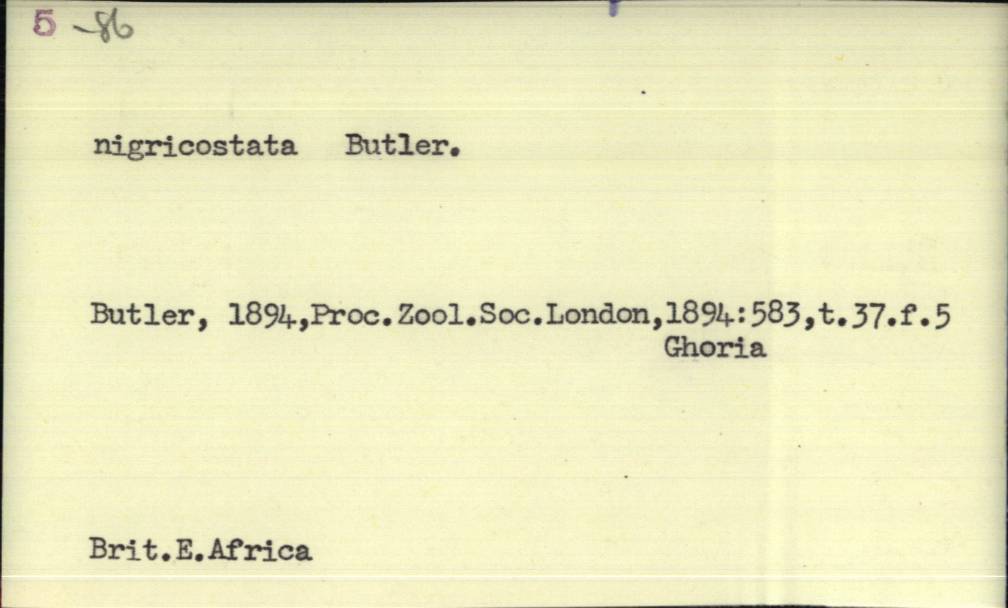 5 -86
nigricostata Butler.
Butler, 1894,Proc.Zool.Soc.London,1894:583,t.37.f.5
Ghoria
Brit.E.Africa